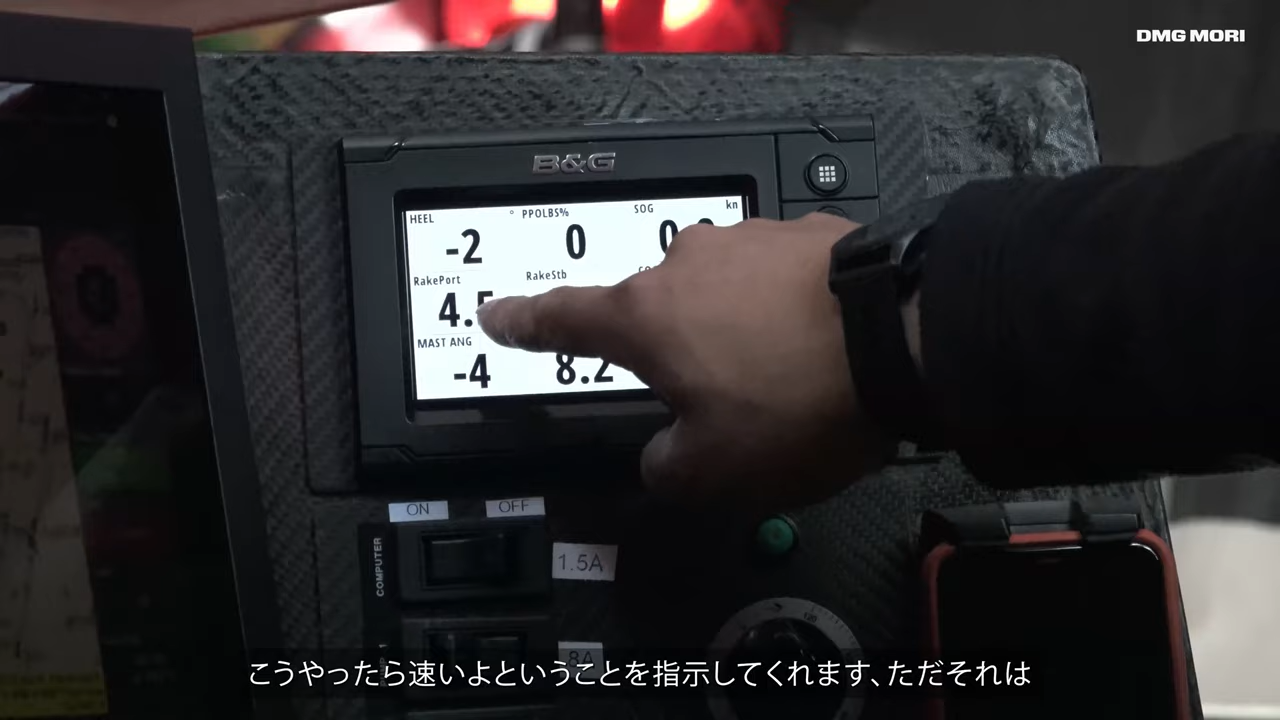 DMG MORI
B&G
HEEL
° PPOLBS%
SOG
kn
-2
0
RakePort
RakeStb
MAST ANG
-4
8.2
ON
OFF
COMPUTER
1.5A
8A
こうやったら速いよということを指示してくれます、ただそれは